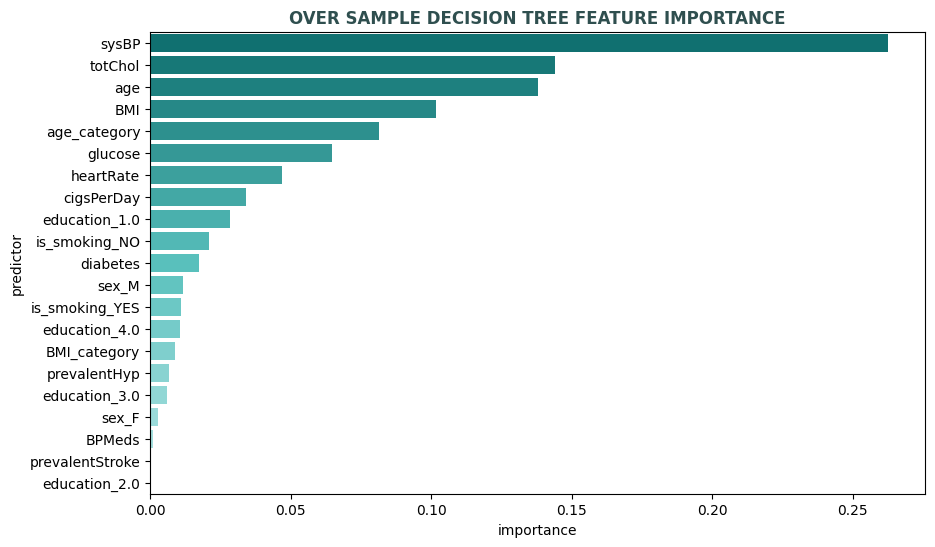 OVER SAMPLE DECISION TREE FEATURE IMPORTANCE
sysBP
totChol
age
BMI
age_category
glucose
heartRate
cigsPerDay
education_1.0
is_smoking_NO
diabetes
sex_M
is_smoking_YES
education_4.0
BMI_category
prevalentHyp
education_3.0
sex_F
BPMeds
prevalentStroke
education_2.0
predictor
0.00 0.05 0.10 0.15 0.20 0.25
importance